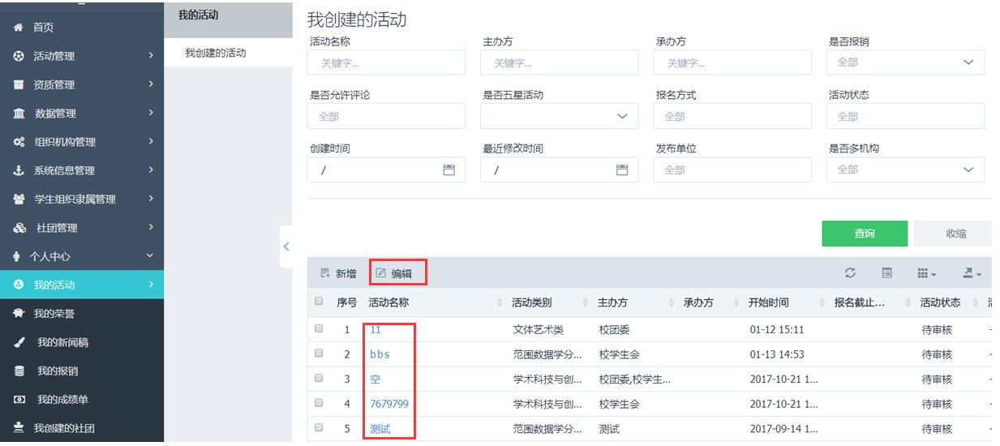 首页
活动管理
资质管理
数据管理
组织机构管理
系统信息管理
学生组织隶属管理
社团管理
个人中心
我的活动
我的荣誉
我的新闻稿
我的报销
我的成绩单
我创建的社团
我的活动
我创建的活动
我创建的活动
活动名称 主办方 承办方 是否报销
关键字... 关键字... 关键字... 全部
是否允许评论 是否五星活动 报名方式 活动状态
全部 全部 全部
创建时间 最近修改时间 发布单位 是否多机构
/ / 全部 全部
查询 收缩
新增 编辑
序号 活动名称 活动类别 主办方 承办方 开始时间 报名截止... 活动状态
1 11 文体艺术类 校团委 01-12 15:11 待审核 -
2 bbs 范围数据学分... 校学生会 01-13 14:53 待审核 -
3 空 学术科技与创... 校团委,校学生... 2017-10-21 1... 待审核 -
4 7679799 学术科技与创... 校学生会 2017-10-21 1... 待审核 -
5 测试 范围数据学分... 测试 2017-09-14 1... 待审核 -